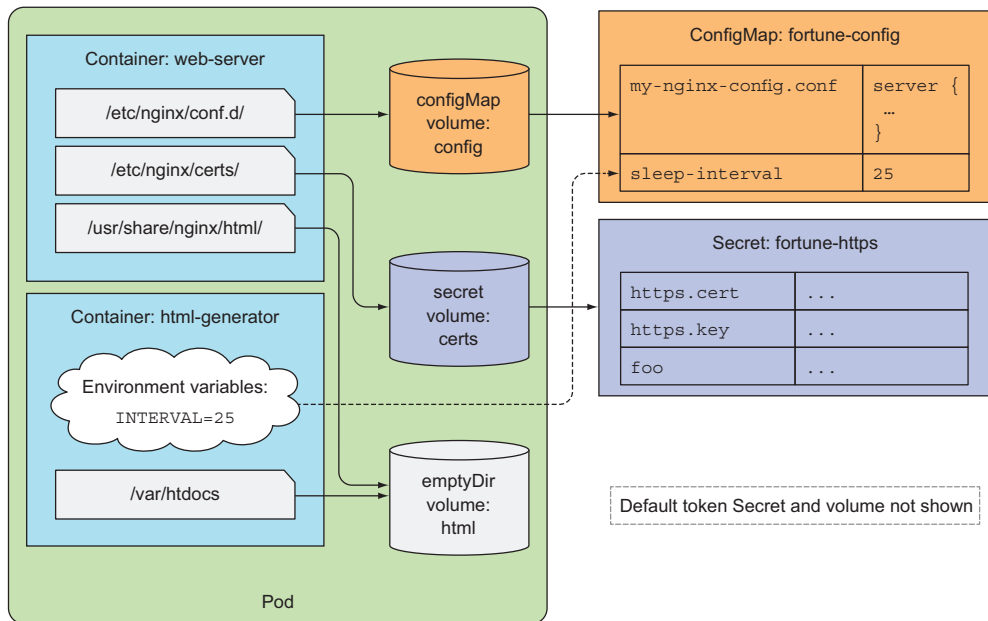 Container: web-server
/etc/nginx/conf.d/
/etc/nginx/certs/
/usr/share/nginx/html/
Container: html-generator
Environment variables:
INTERVAL=25
/var/htdocs
configMap
volume:
config
secret
volume:
certs
emptyDir
volume:
html
Pod
ConfigMap: fortune-config
my-nginx-config.conf
server {
…
}
sleep-interval
25
Secret: fortune-https
https.cert
...
https.key
...
foo
...
Default token Secret and volume not shown